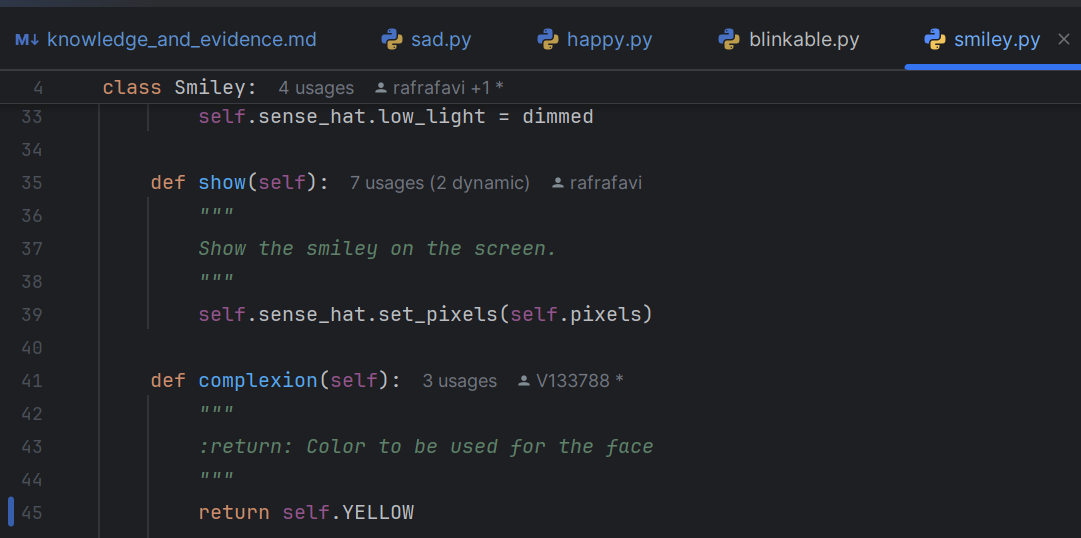 M↓ knowledge_and_evidence.md sad.py happy.py blinkable.py smiley.py ×
4 class Smiley: 4 usages rafrafavi +1 *
33 self.sense_hat.low_light = dimmed
34
35 def show(self): 7 usages (2 dynamic) rafrafavi
36 """
37 Show the smiley on the screen.
38 """
39 self.sense_hat.set_pixels(self.pixels)
40
41 def complexion(self): 3 usages V133788 *
42 """
43 :return: Color to be used for the face
44 """
45 return self.YELLOW